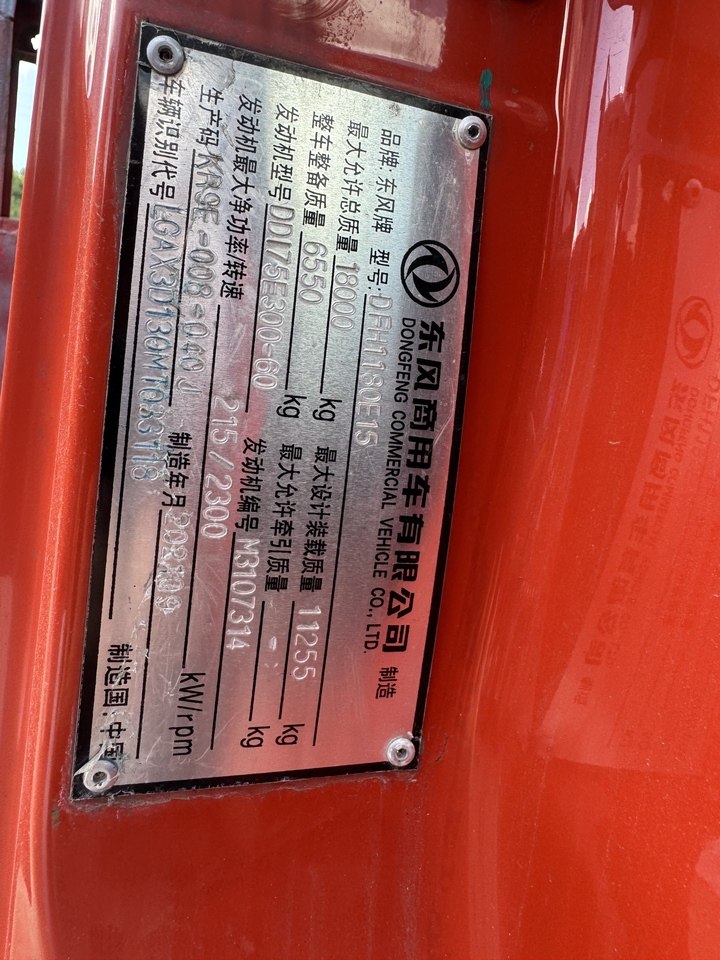 东风商用车有限公司 制造
DONGFENG COMMERCIAL VEHICLE CO., LTD.
品牌: 东风牌 型号: DFH1180E15
最大允许总质量 18000 kg 最大设计装载质量 11255 kg
整车整备质量 6550 kg 最大允许牵引质量 -: kg
发动机型号 DDI75E300-60 发动机编号 M3107314
发动机最大净功率/转速 215/2300 kW/rpm
生产码 KR9E-008-040J 制造年月
车辆识别代号 制造国: 中国